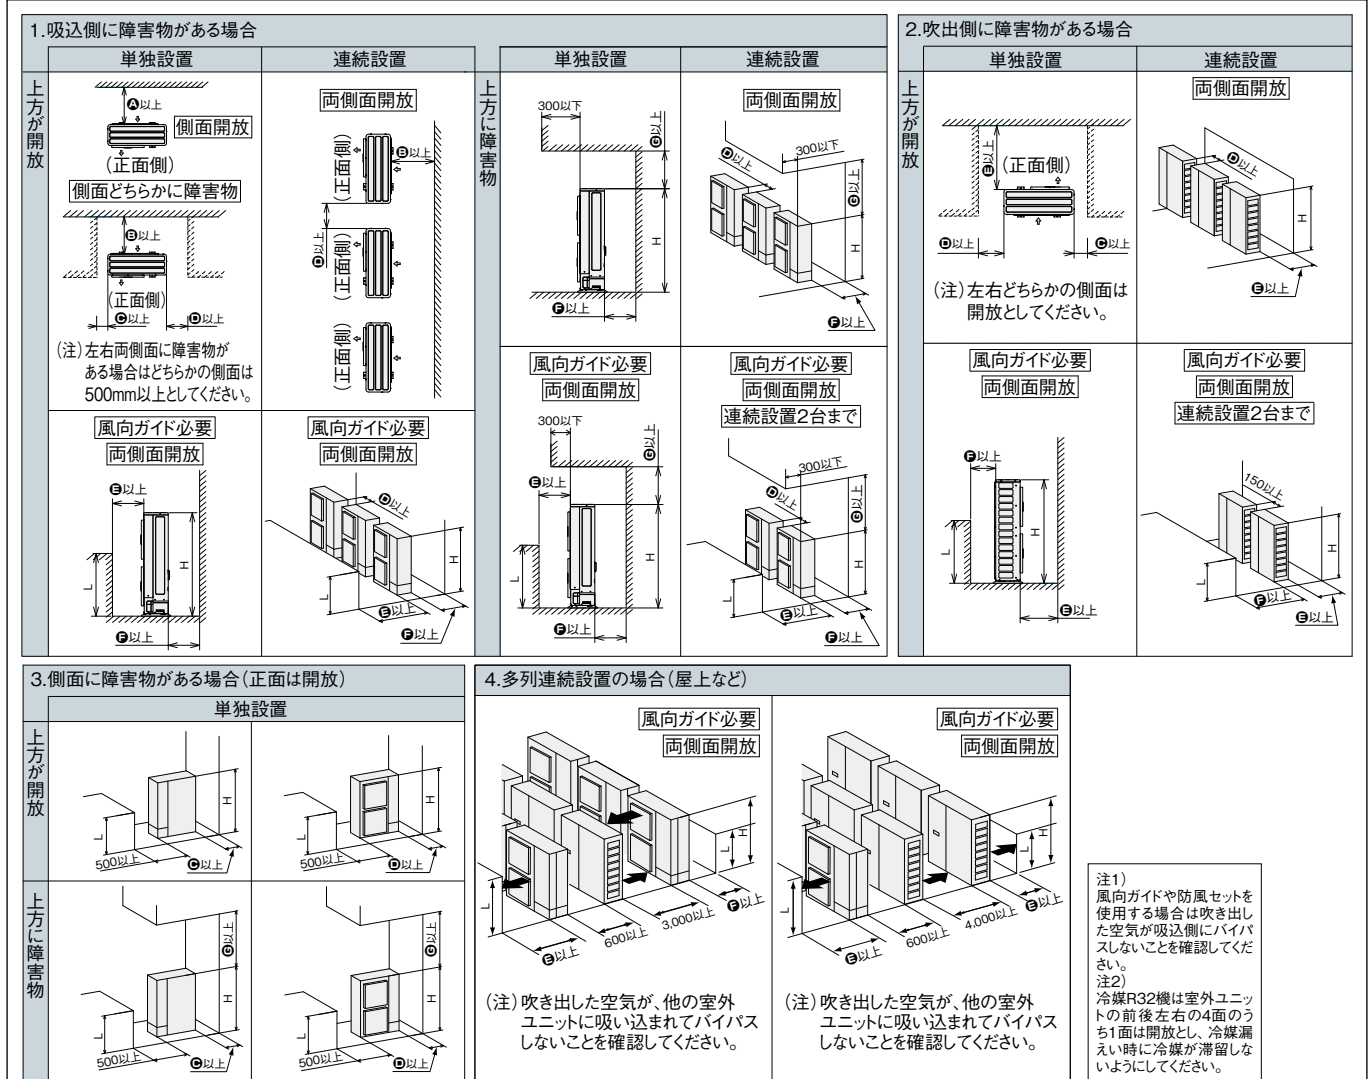 1.吸込側に障害物がある場合
単独設置
連続設置
単独設置
連続設置
上方が開放
Ⓐ以上
側面開放
(正面側)
側面どちらかに障害物
Ⓑ以上
(正面側)
Ⓒ以上
Ⓓ以上
(注)左右両側面に障害物が
ある場合はどちらかの側面は
500mm以上としてください。
両側面開放
(正面側)
Ⓑ以上
Ⓓ以上
(正面側)
(正面側)
風向ガイド必要
両側面開放
Ⓔ以上
L
H
Ⓕ以上
風向ガイド必要
両側面開放
Ⓓ以上
H
L
Ⓔ以上
Ⓕ以上
上方に障害物
300以下
Ⓖ以上
H
Ⓕ以上
両側面開放
Ⓓ以上
300以下
Ⓖ以上
H
Ⓕ以上
風向ガイド必要
両側面開放
300以下
Ⓖ以上
Ⓔ以上
L
H
Ⓕ以上
風向ガイド必要
両側面開放
連続設置2台まで
300以下
Ⓓ以上
Ⓖ以上
H
L
Ⓔ以上
Ⓕ以上
2.吹出側に障害物がある場合
単独設置
連続設置
上方が開放
Ⓔ以上
(正面側)
Ⓓ以上
Ⓒ以上
(注)左右どちらかの側面は
開放としてください。
両側面開放
Ⓓ以上
H
Ⓔ以上
風向ガイド必要
両側面開放
Ⓕ以上
L
H
Ⓔ以上
風向ガイド必要
両側面開放
連続設置2台まで
150以上
H
L
Ⓕ以上
Ⓔ以上
3.側面に障害物がある場合(正面は開放)
単独設置
上方が開放
L
H
500以上
Ⓒ以上
L
H
500以上
Ⓓ以上
上方に障害物
Ⓖ以上
L
H
500以上
Ⓒ以上
Ⓖ以上
L
H
500以上
Ⓓ以上
4.多列連続設置の場合(屋上など)
風向ガイド必要
両側面開放
H
L
L
Ⓕ以上
3,000以上
600以上
Ⓔ以上
(注)吹き出した空気が、他の室外
ユニットに吸い込まれてバイパス
しないことを確認してください。
風向ガイド必要
両側面開放
H
L
L
Ⓔ以上
4,000以上
600以上
Ⓔ以上
(注)吹き出した空気が、他の室外
ユニットに吸い込まれてバイパス
しないことを確認してください。
注1)
風向ガイドや防風セットを
使用する場合は吹き出し
た空気が吸込側にバイパ
スしないことを確認してくだ
さい。
注2)
冷媒R32機は室外ユニッ
トの前後左右の4面のう
ち1面は開放とし、冷媒漏
えい時に冷媒が滞留しな
いようにしてください。